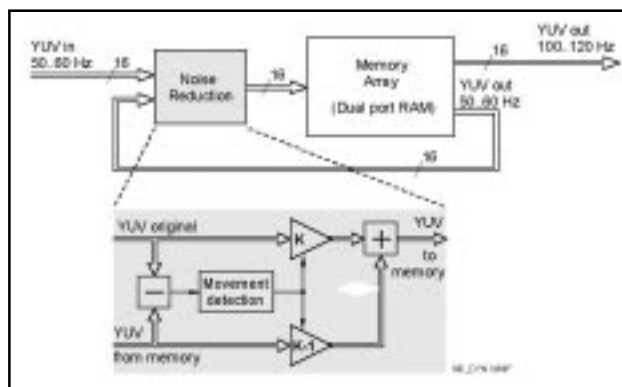 YUV in
50..60 Hz
16
Noise
Reduction
16
Memory
Array
(Dual port RAM)
16
YUV out
100..120 Hz
YUV out
50..60 Hz
16
YUV original
K
+
YUV
to
memory
−
Movement
detection
YUV
from memory
K-1